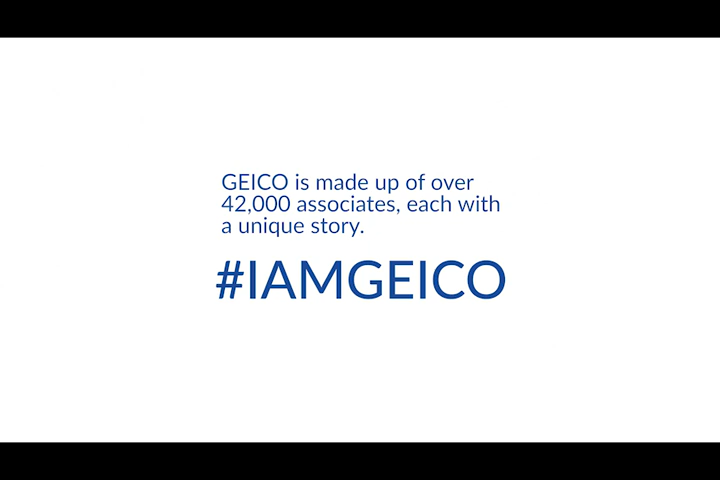 GEICO is made up of over
42,000 associates, each with
a unique story.
#IAMGEICO